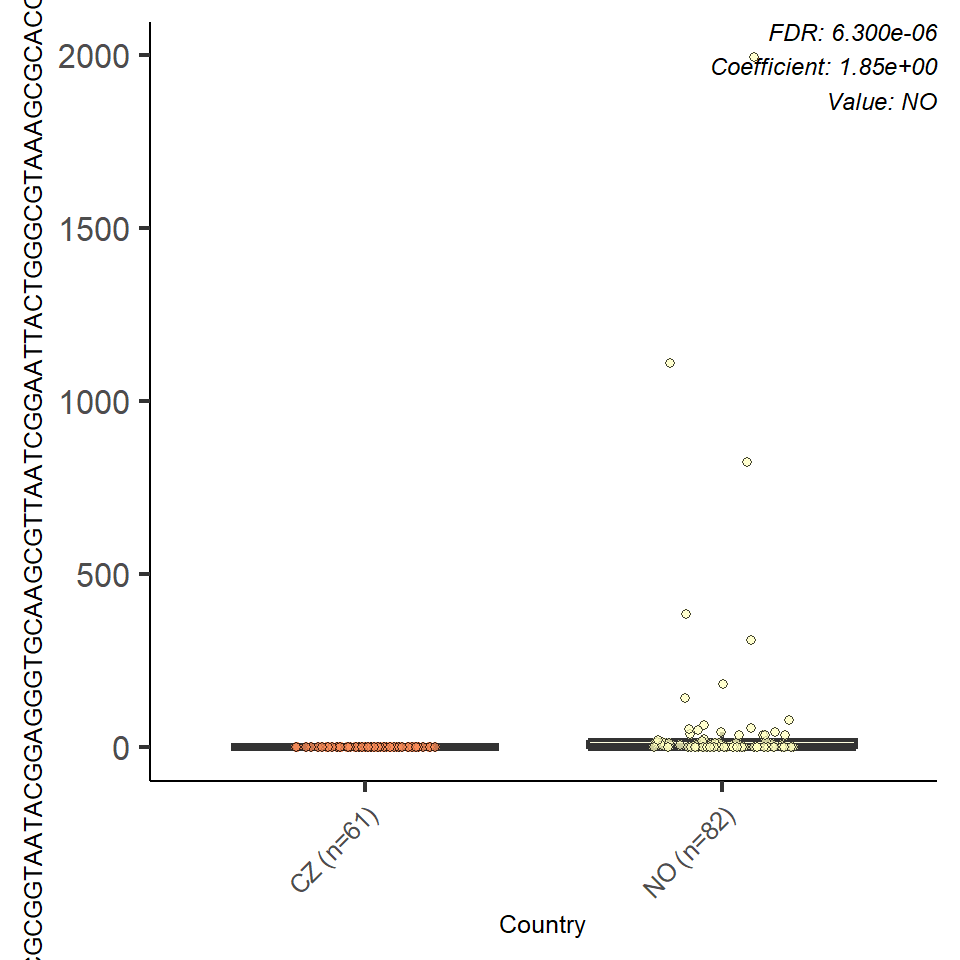 FDR: 6.300e-06
Coefficient: 1.85e+00
Value: NO
2000
1500
1000
500
0
GCGGTAATACGGAGGGTGCAAGCGTTAATCGGAATTACTGGGCGTAAAGCGCAC
CZ (n=61)
NO (n=82)
Country